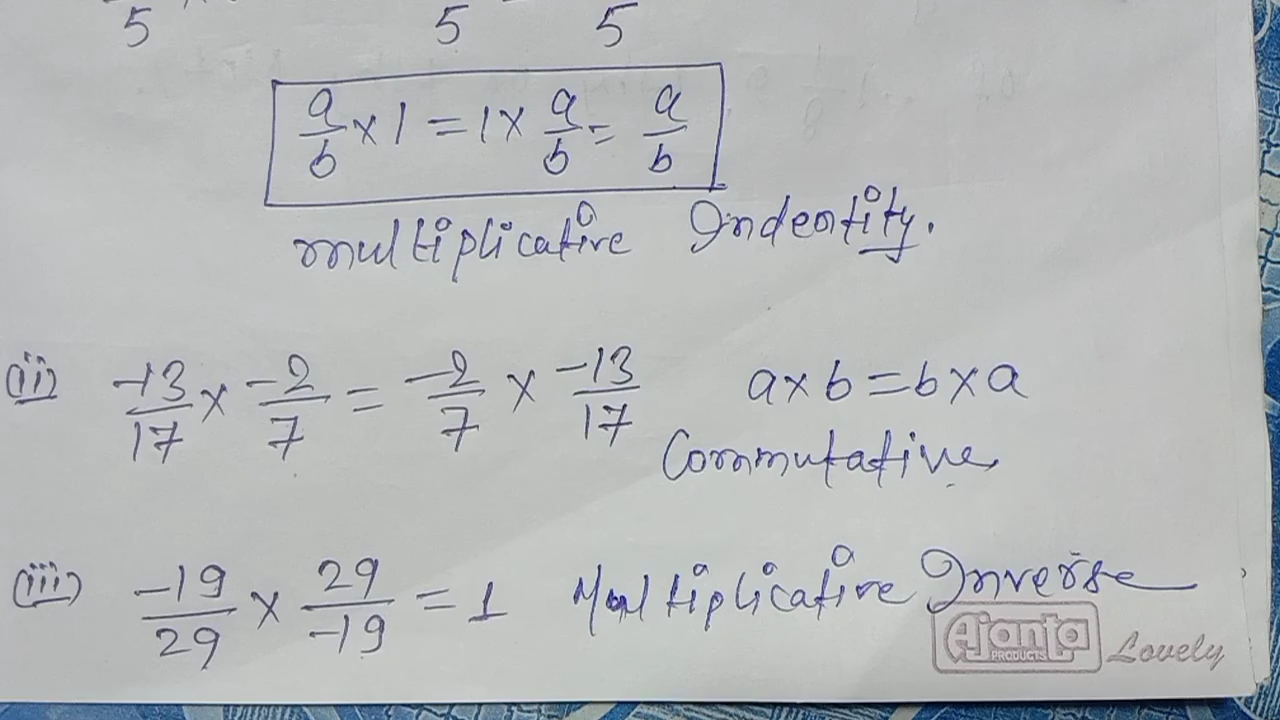 5 5 5
a/b × 1 = 1 × a/b = a/b
multiplicative Indentity.
(ii) -13/17 × -2/7 = -2/7 × -13/17 a×b=b×a
Commutative
(iii) -19/29 × 29/-19 = 1 Multiplicative Inverse
Ajanta PRODUCTS Lovely